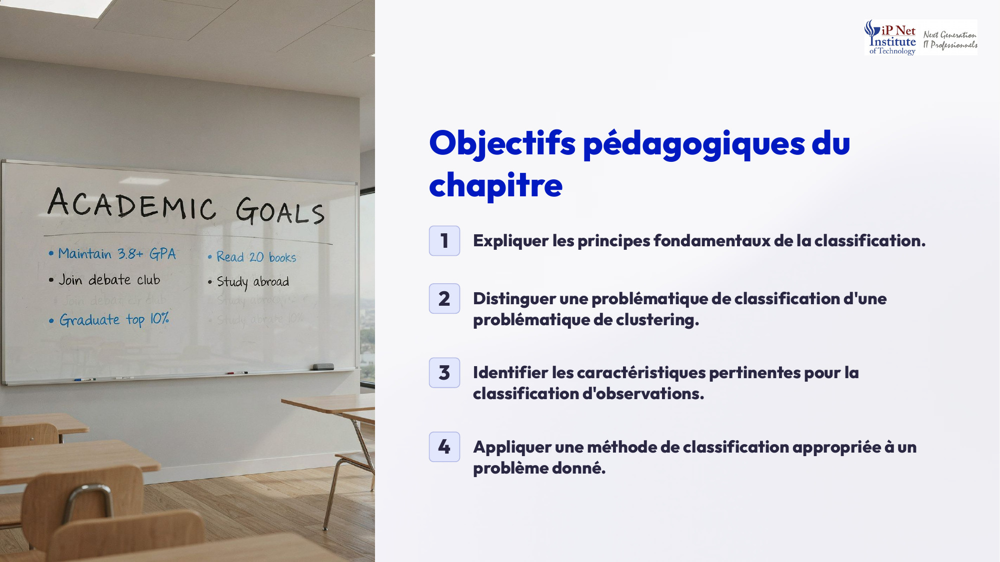 iP Net
Institute
of Technology
Next Generation
IT Professionnels
ACADEMIC GOALS
• Maintain 3.8+ GPA
• Join debate club
• Graduate top 10%
• Read 20 books
• Study abroad
Objectifs pédagogiques du
chapitre
1 Expliquer les principes fondamentaux de la classification.
2 Distinguer une problématique de classification d'une
problématique de clustering.
3 Identifier les caractéristiques pertinentes pour la
classification d'observations.
4 Appliquer une méthode de classification appropriée à un
problème donné.